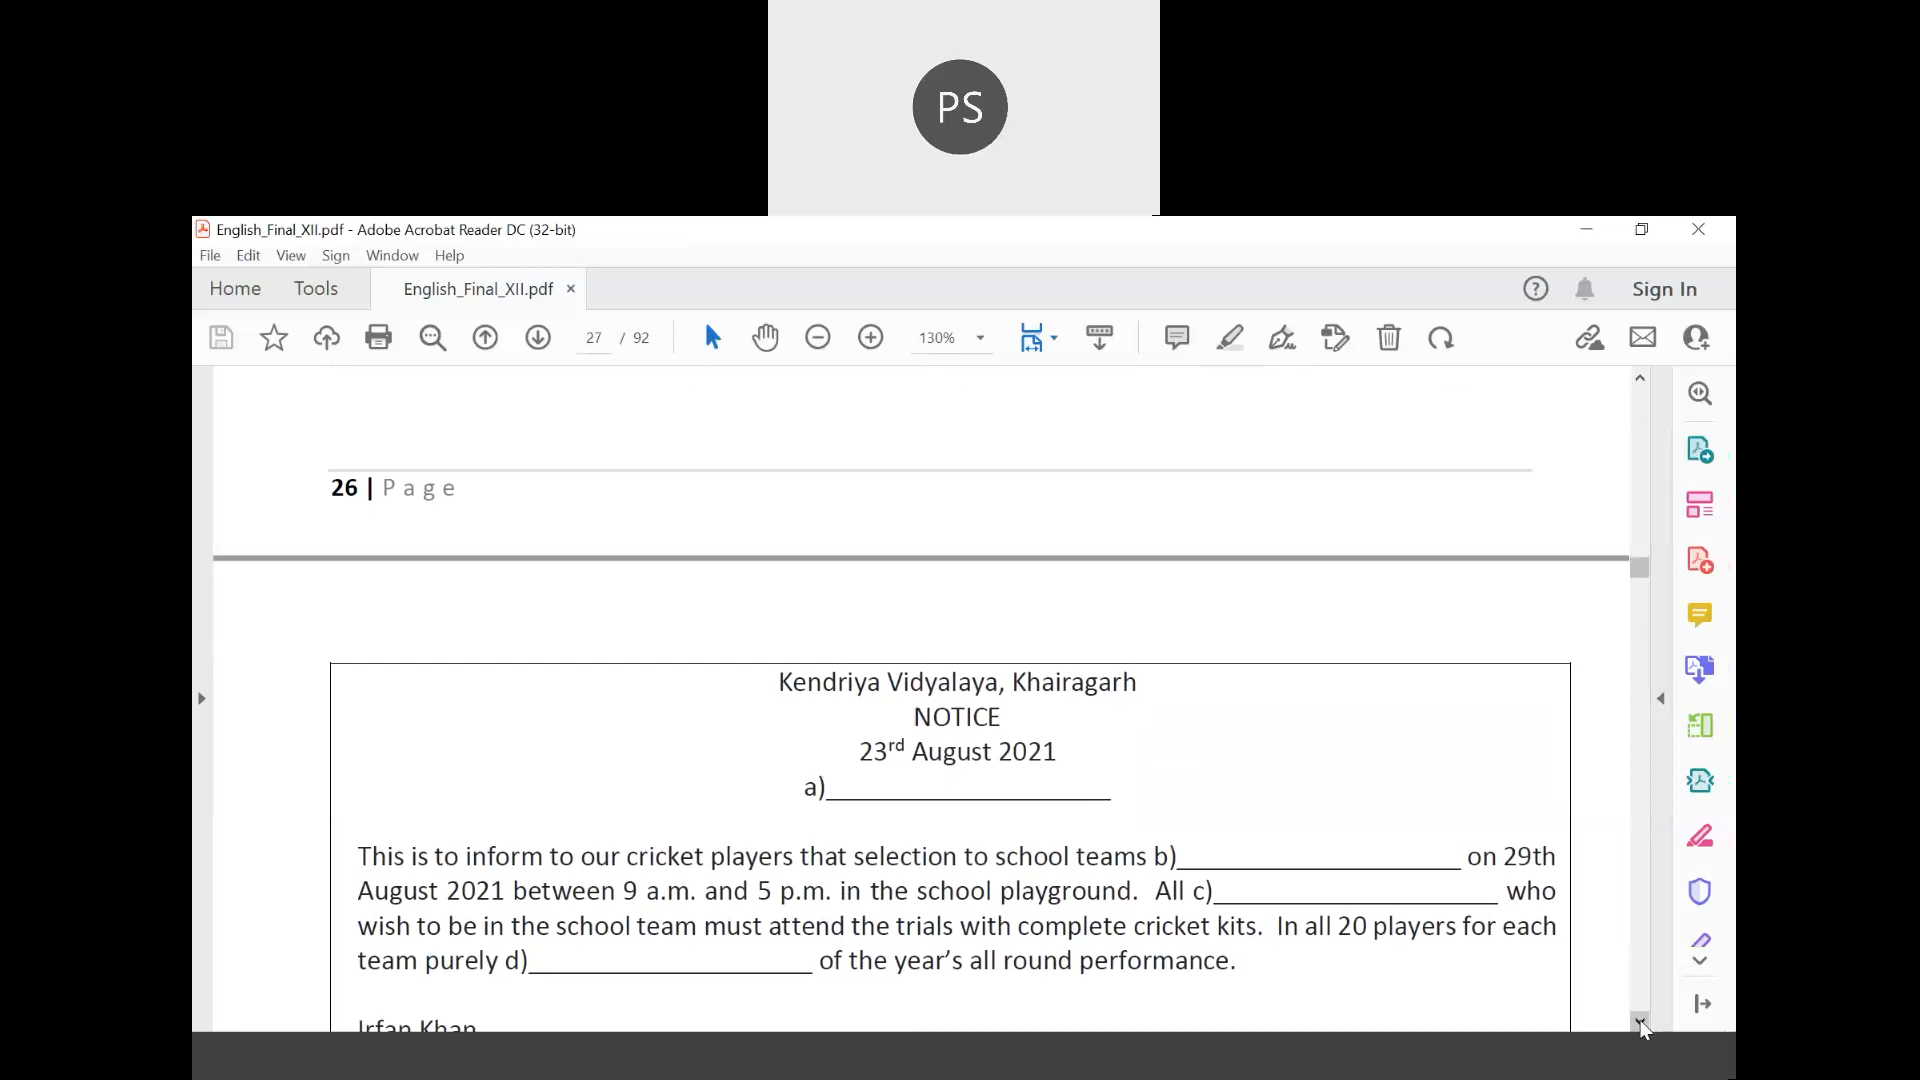 PS
English_Final_XII.pdf - Adobe Acrobat Reader DC (32-bit)
File Edit View Window Help
Home Tools English_Final_XII.pdf × Sign In
27 / 92 130%
26 | Page
Kendriya Vidyalaya, Khairagarh
NOTICE
23rd August 2021
a)____________________
This is to inform to our cricket players that selection to school teams b)____________________ on 29th
August 2021 between 9 a.m. and 5 p.m. in the school playground. All c)____________________ who
wish to be in the school team must attend the trials with complete cricket kits. In all 20 players for each
team purely d)____________________ of the year's all round performance.
Irfan Khan